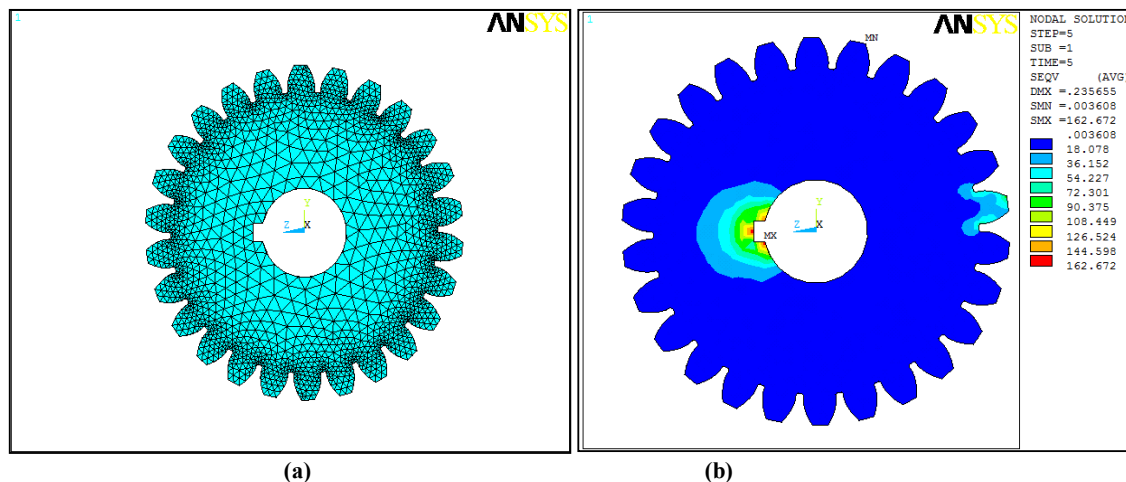 1
ANSYS
Y
Z
X
(a)
1
ANSYS
MN
MX
Y
Z
X
NODAL SOLUTION
STEP=5
SUB =1
TIME=5
SEQV (AVG)
DMX =.235655
SMN =.003608
SMX =162.672
.003608
18.078
36.152
54.227
72.301
90.375
108.449
126.524
144.598
162.672
(b)